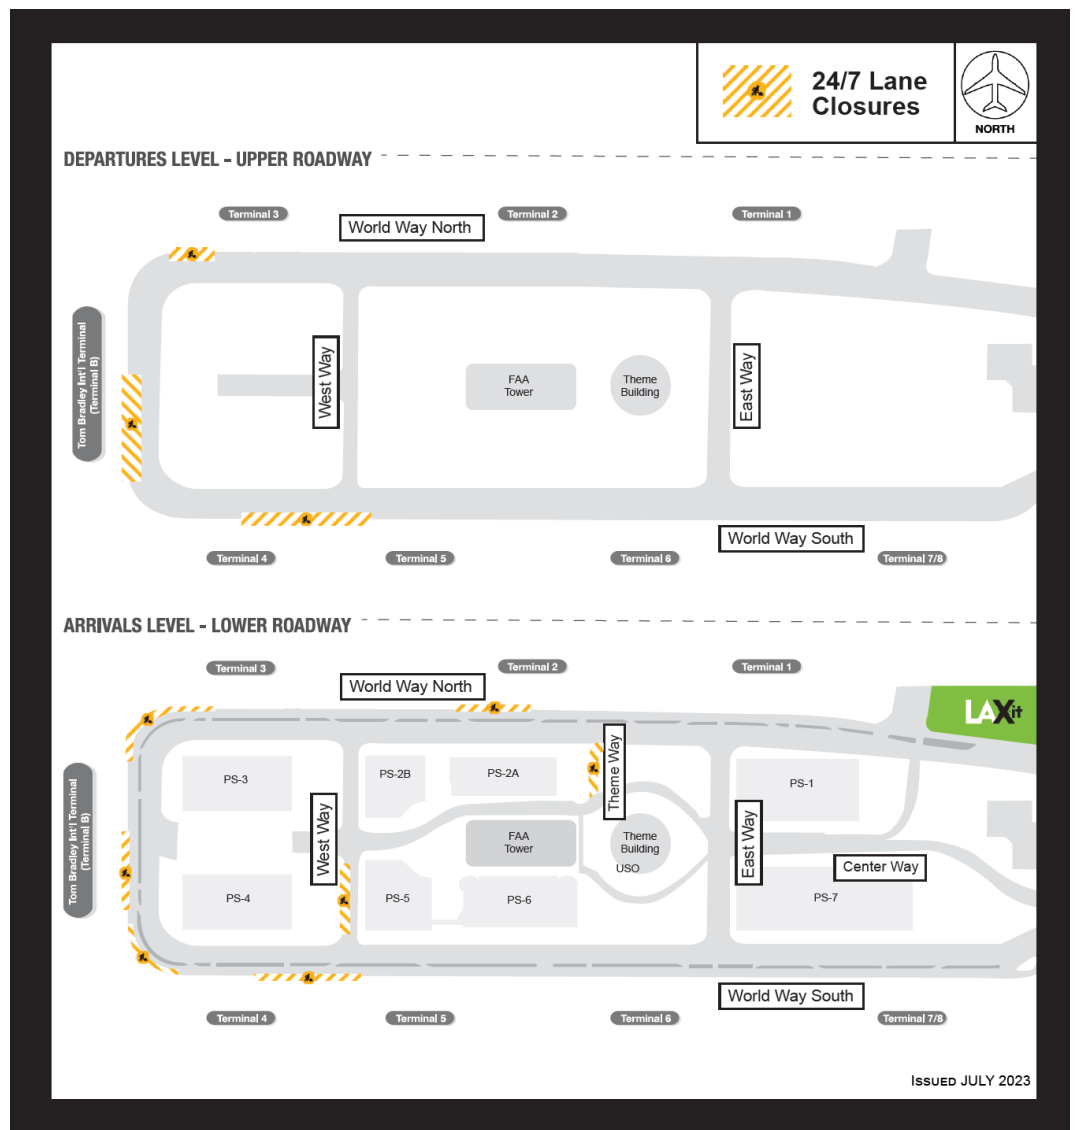 24/7 Lane
Closures
NORTH
DEPARTURES LEVEL - UPPER ROADWAY
Terminal 3
World Way North
Terminal 2
Terminal 1
Tom Bradley Int'l Terminal
(Terminal B)
West Way
FAA
Tower
Theme
Building
East Way
World Way South
Terminal 4
Terminal 5
Terminal 6
Terminal 7/8
ARRIVALS LEVEL - LOWER ROADWAY
Terminal 3
World Way North
Terminal 2
Terminal 1
LAXit
PS-3
PS-2B
PS-2A
Theme Way
PS-1
Tom Bradley Int'l Terminal
(Terminal B)
West Way
FAA
Tower
Theme
Building
USO
East Way
Center Way
PS-4
PS-5
PS-6
PS-7
World Way South
Terminal 4
Terminal 5
Terminal 6
Terminal 7/8
ISSUED JULY 2023